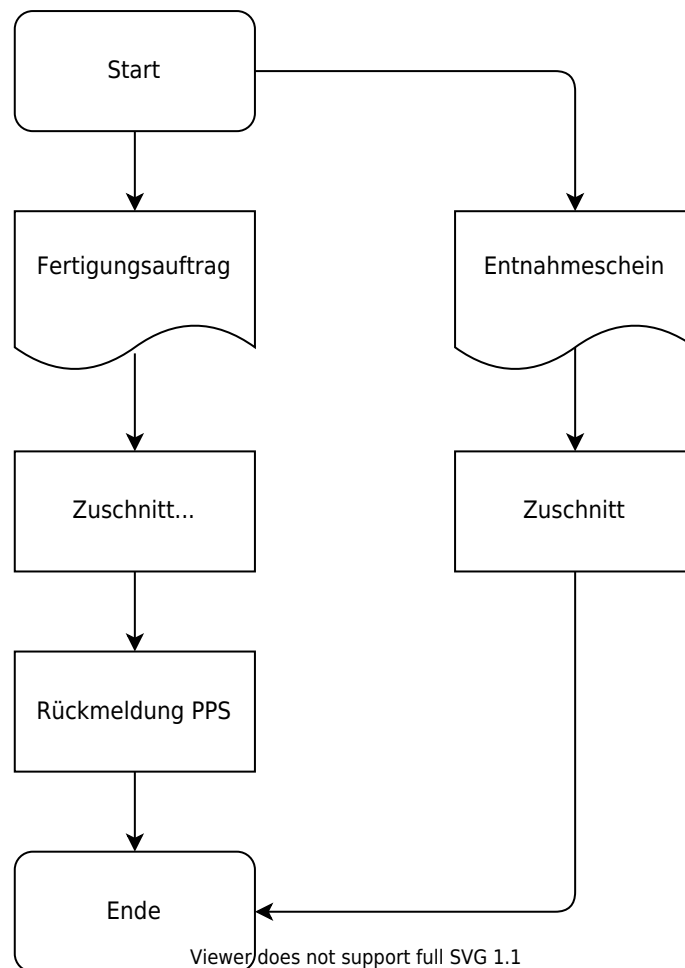 Start
Fertigungsauftrag
Entnahmeschein
Zuschnitt...
Zuschnitt
Rückmeldung PPS
Ende
Viewer does not support full SVG 1.1